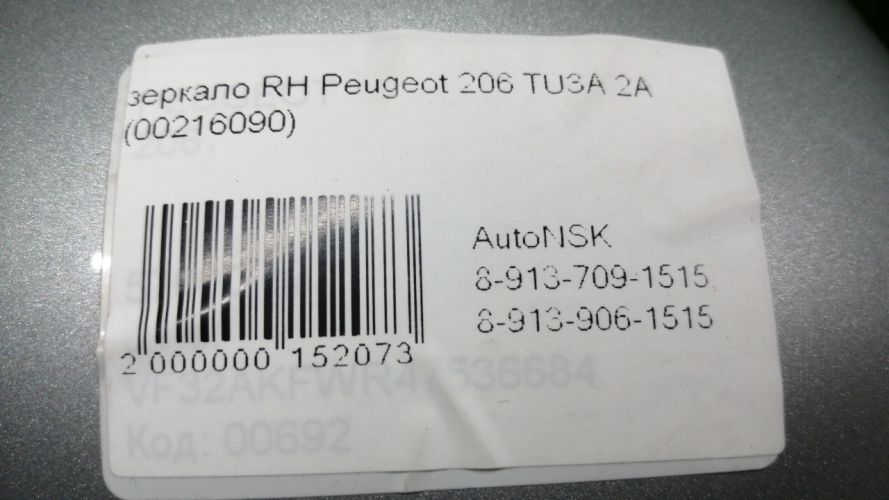 зеркало RH Peugeot 206 TU3A 2A
(00216090)
206)
AutoNSK
8-913-709-1515,
8-913-906-1515
2 000000 152073
Код: 00692